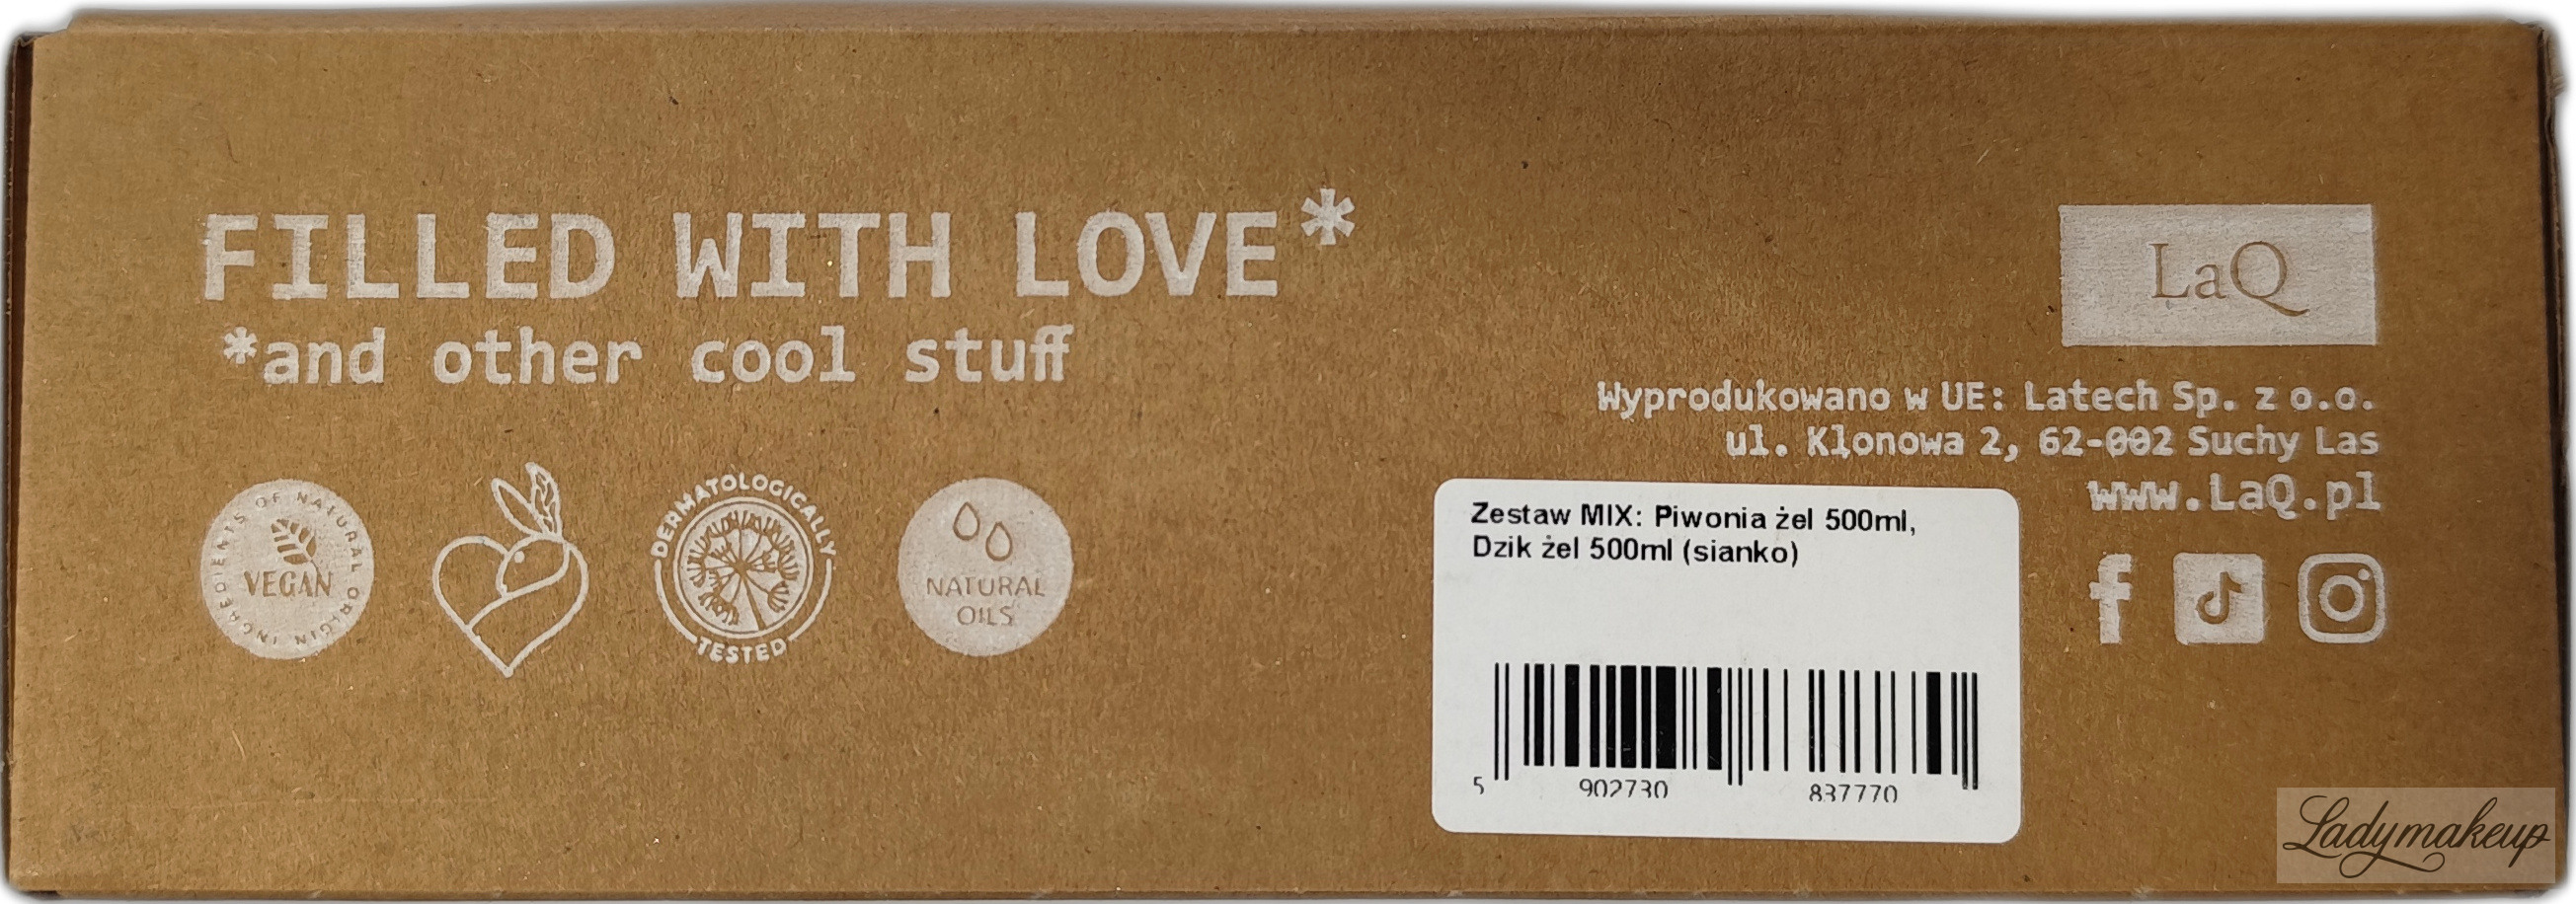 FILLED WITH LOVE*
*and other cool stuff
INGREDIENTS OF NATURAL ORIGIN
VEGAN
DERMATOLOGICALLY
TESTED
NATURAL
OILS
LaQ
Wyprodukowano w UE: Latech Sp. z o.o.
ul. Klonowa 2, 62-002 Suchy Las
www.LaQ.pl
Zestaw MIX: Piwonia żel 500ml,
Dzik żel 500ml (sianko)
5 902730 837770
Ladymakeup